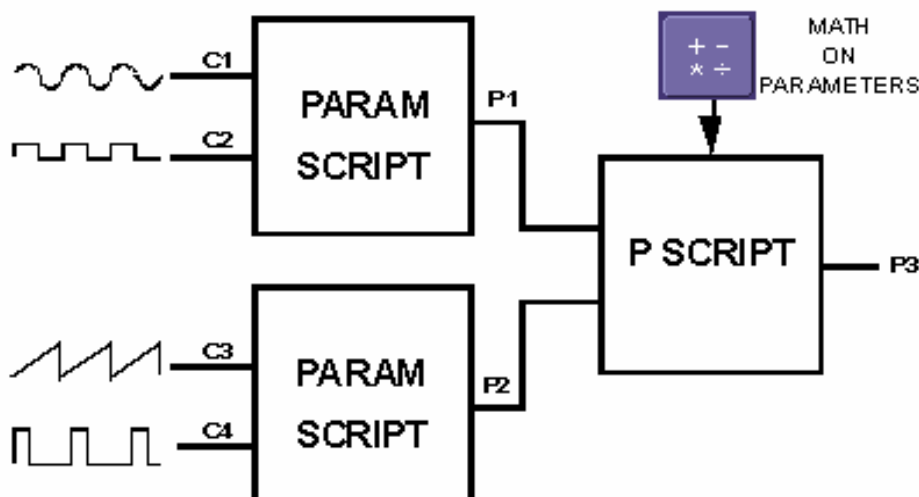 C1
C2
PARAM
SCRIPT
P1
+ −
* ÷
MATH
ON
PARAMETERS
P SCRIPT
P3
C3
C4
PARAM
SCRIPT
P2